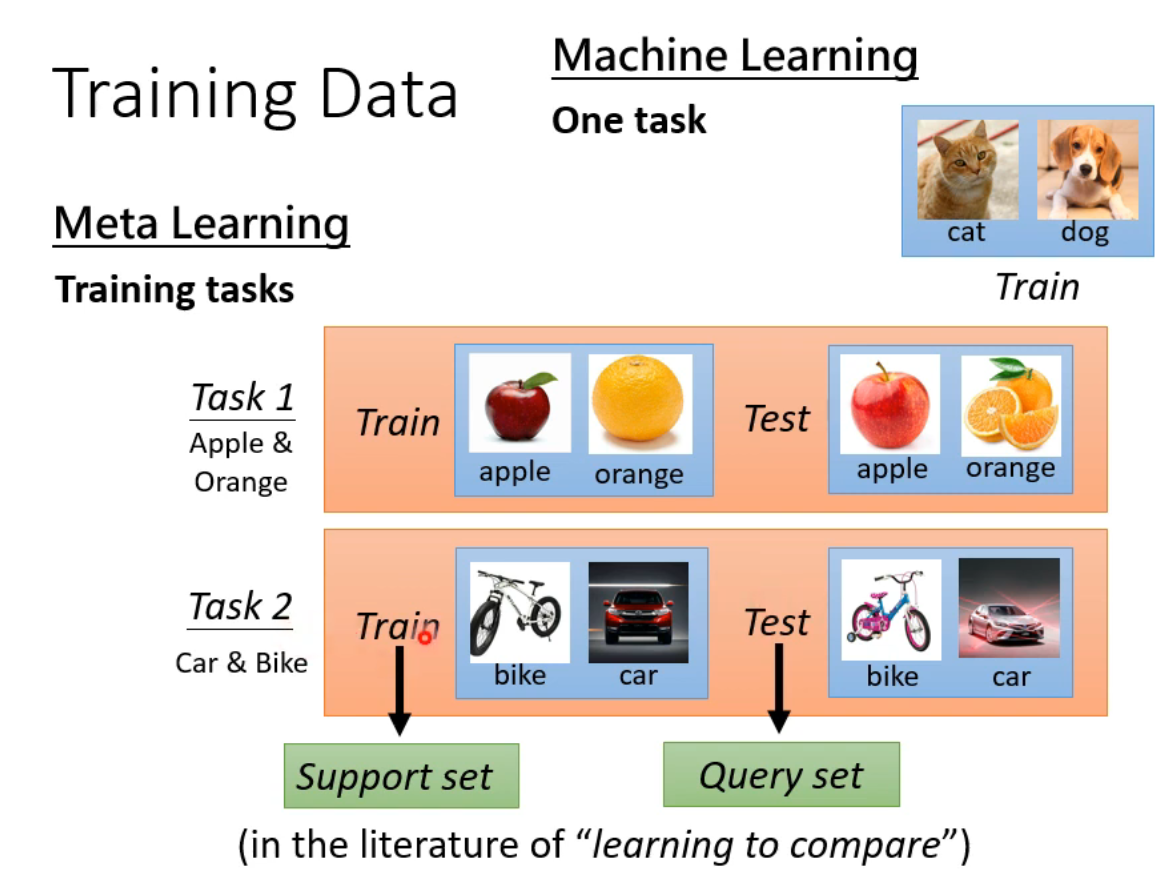 Training Data
Machine Learning
One task
cat dog
Train
Meta Learning
Training tasks
Task 1
Apple &
Orange
Train
apple orange
Test
apple orange
Task 2
Car & Bike
Train
bike car
Test
bike car
Support set
Query set
(in the literature of “learning to compare”)